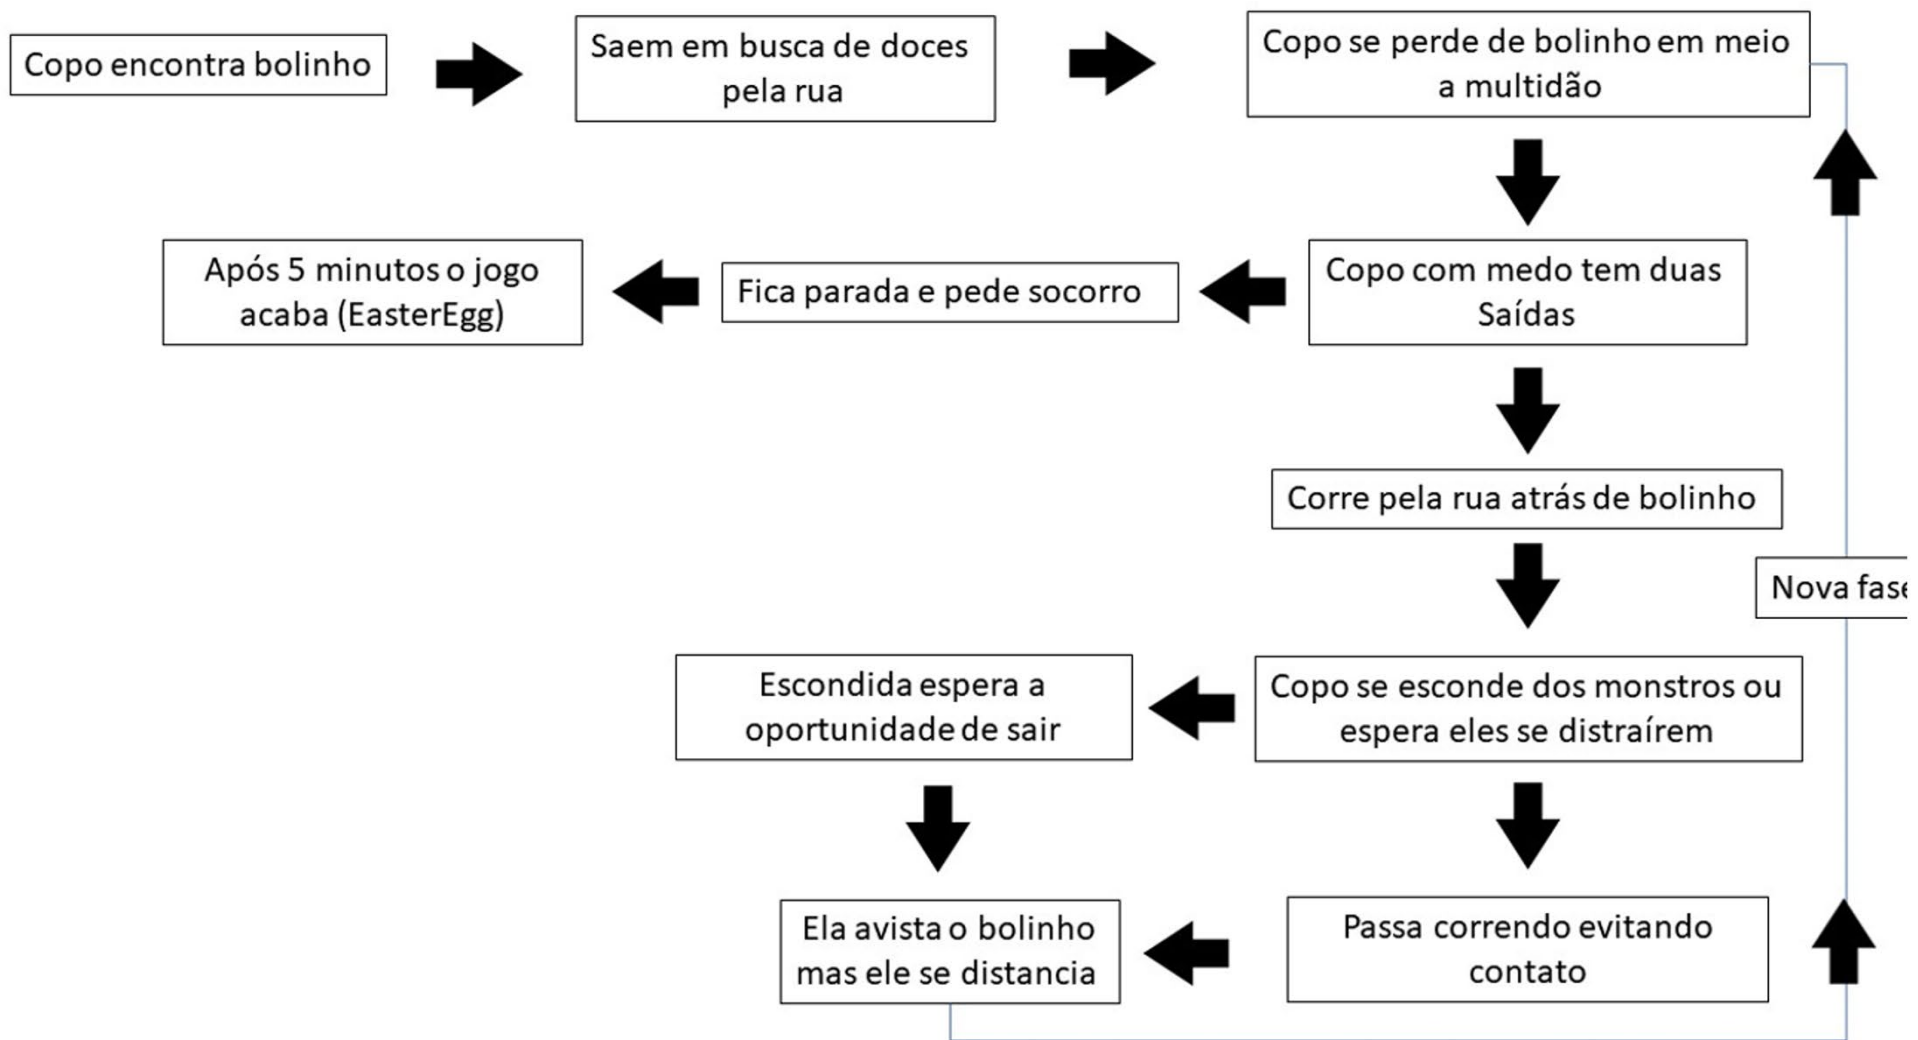 Copo encontra bolinho
Saem em busca de doces
pela rua
Copo se perde de bolinho em meio
a multidão
Após 5 minutos o jogo
acaba (EasterEgg)
Fica parada e pede socorro
Copo com medo tem duas
Saídas
Corre pela rua atrás de bolinho
Nova fase
Escondida espera a
oportunidade de sair
Copo se esconde dos monstros ou
espera eles se distraírem
Ela avista o bolinho
mas ele se distancia
Passa correndo evitando
contato